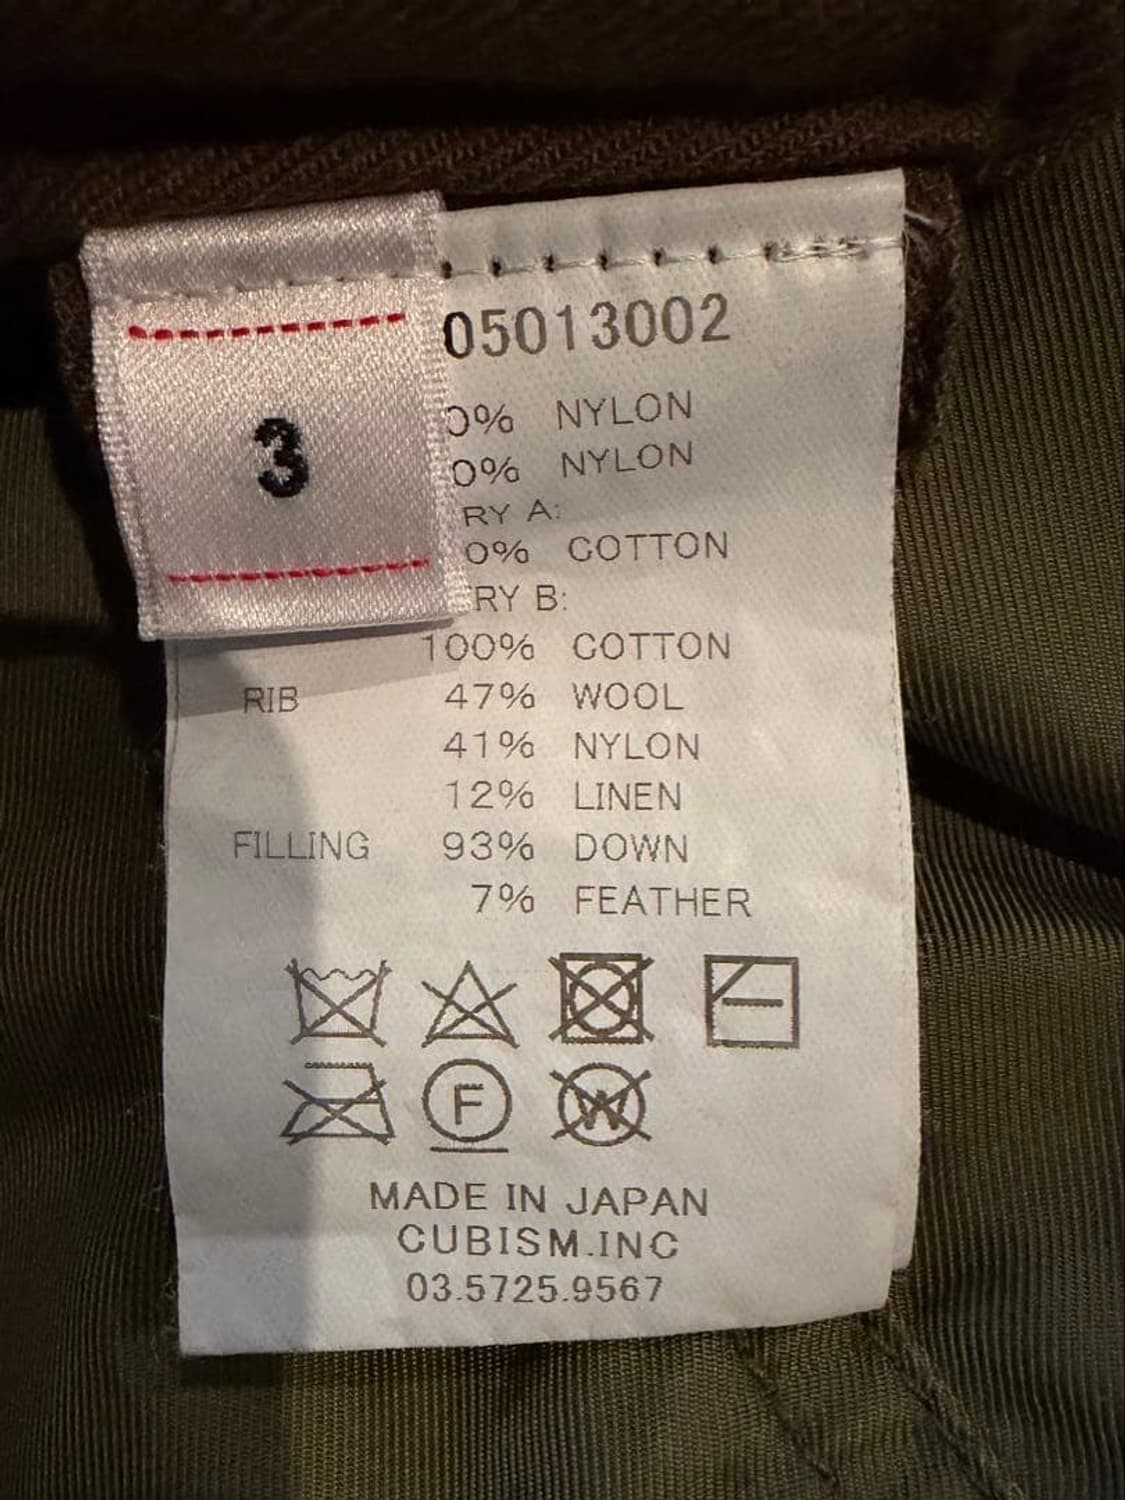 3
05013002
0% NYLON
0% NYLON
RY A:
0% COTTON
RY B:
100% COTTON
RIB 47% WOOL
41% NYLON
12% LINEN
FILLING 93% DOWN
7% FEATHER
F W
MADE IN JAPAN
CUBISM.INC
03.5725.9567